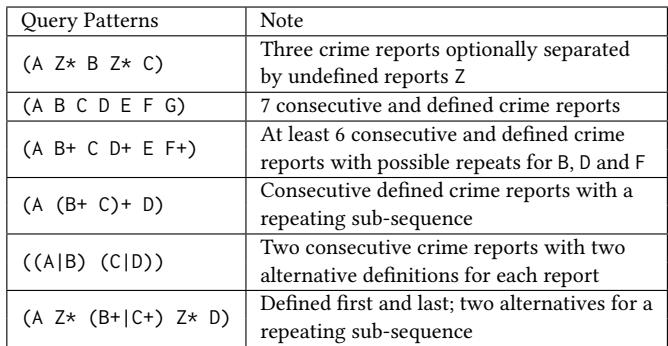 Query Patterns Note
(A Z* B Z* C) Three crime reports optionally separated
by undefined reports Z
(A B C D E F G) 7 consecutive and defined crime reports
(A B+ C D+ E F+) At least 6 consecutive and defined crime
reports with possible repeats for B, D and F
(A (B+ C)+ D) Consecutive defined crime reports with a
repeating sub-sequence
((A|B) (C|D)) Two consecutive crime reports with two
alternative definitions for each report
(A Z* (B+|C+) Z* D) Defined first and last; two alternatives for a
repeating sub-sequence